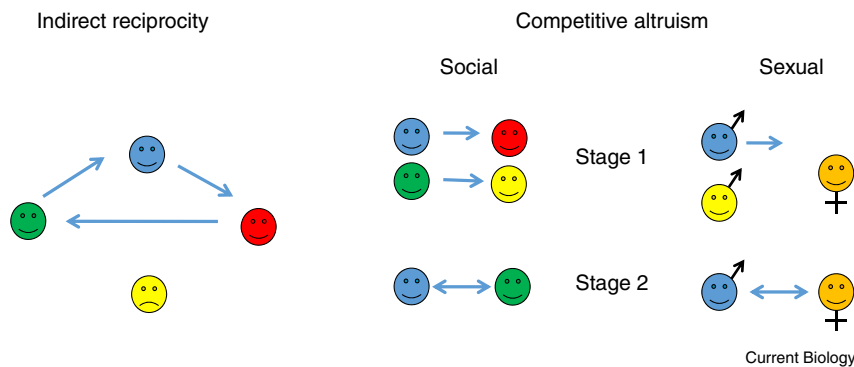 Indirect reciprocity
Competitive altruism
Social
Sexual
Stage 1
Stage 2
Current Biology